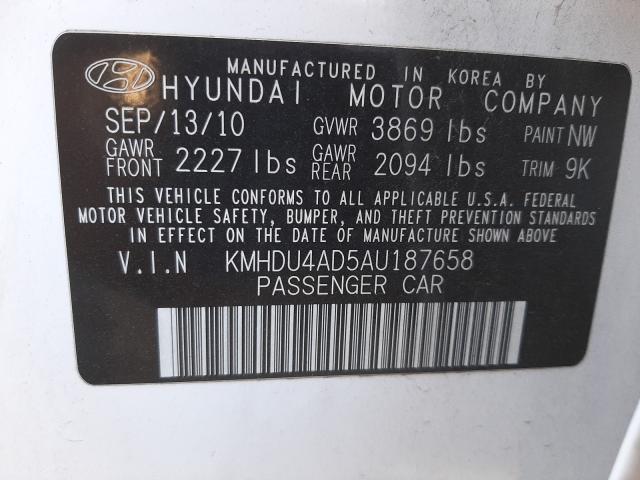 MANUFACTURED IN KOREA BY
HYUNDAI MOTOR COMPANY
SEP/13/10 GVWR 3869 lbs PAINT NW
GAWR FRONT 2227 lbs GAWR REAR 2094 lbs TRIM 9K
THIS VEHICLE CONFORMS TO ALL APPLICABLE U.S.A. FEDERAL
MOTOR VEHICLE SAFETY, BUMPER, AND THEFT PREVENTION STANDARDS
IN EFFECT ON THE DATE OF MANUFACTURE SHOWN ABOVE.
V.I.N KMHDU4AD5AU187658
PASSENGER CAR